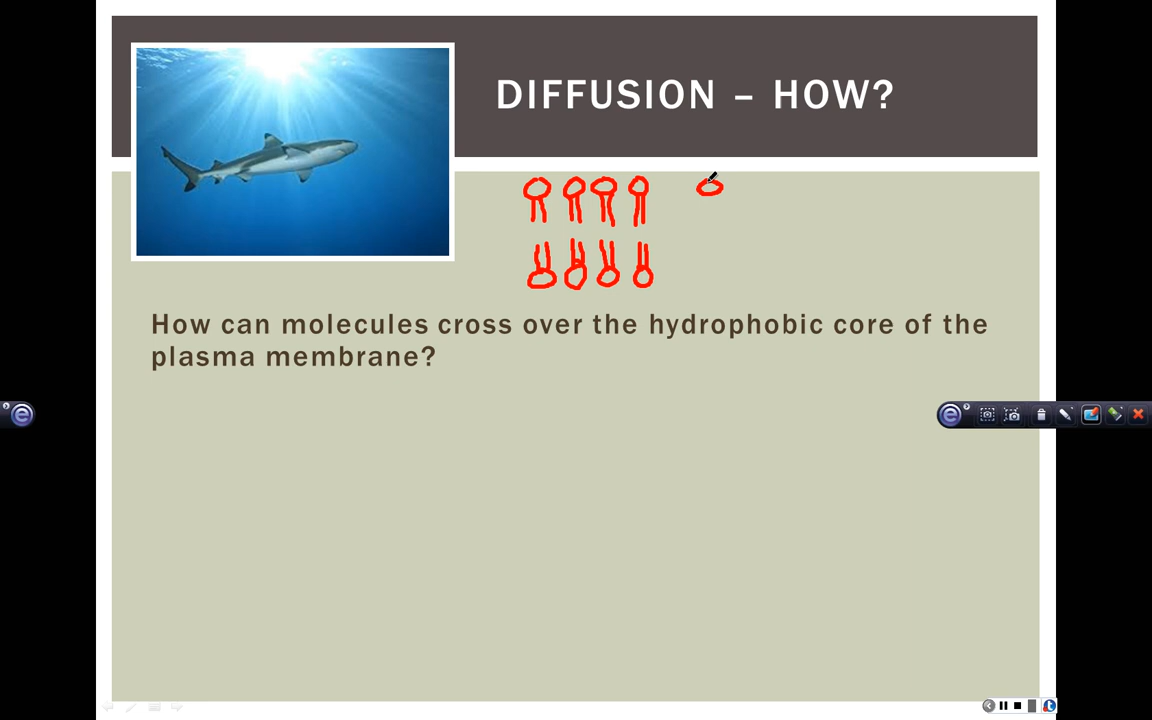 DIFFUSION – HOW?
How can molecules cross over the hydrophobic core of the
plasma membrane?